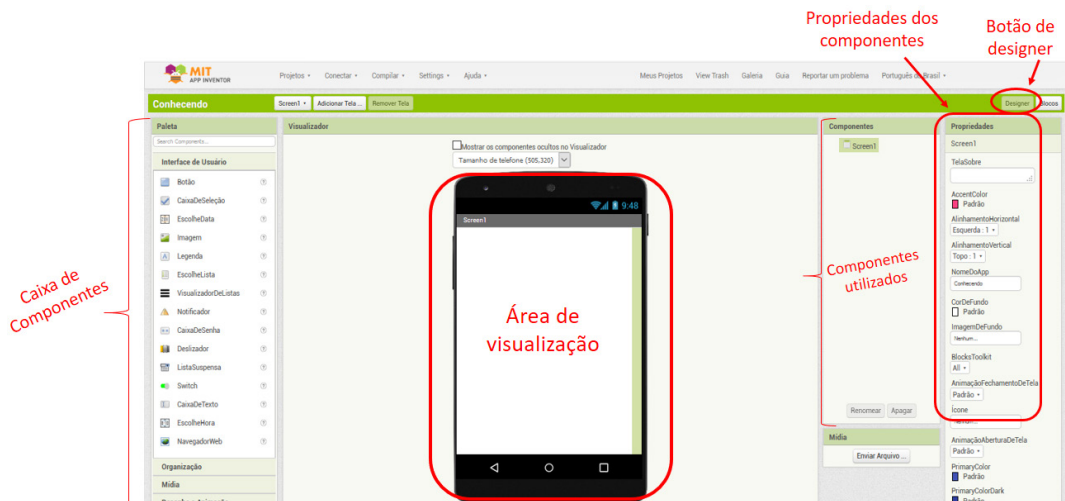 Propriedades dos
componentes
Botão de
designer
MIT
APP INVENTOR
Projetos
Conectar
Compilar
Settings
Ajuda
Meus Projetos
View Trash
Galeria
Guia
Reportar um problema
Português do Brasil
Conhecendo
Screen1
Adicionar Tela ...
Remover Tela
Designer
Blocos
Paleta
Search Components...
Interface de Usuário
Botão
CaixaDeSeleção
EscolheData
Imagem
Legenda
EscolheLista
VisualizadorDeListas
Notificador
CaixaDeSenha
Deslizador
ListaSuspensa
Switch
CaixaDeTexto
EscolheHora
NavegadorWeb
Organização
Mídia
Caixa de
Componentes
Visualizador
Mostrar os componentes ocultos no Visualizador
Tamanho de telefone (505,320)
9:48
Screen1
Área de
visualização
Componentes
Screen1
Componentes
utilizados
Renomear
Apagar
Mídia
Enviar Arquivo ...
Propriedades
Screen1
TelaSobre
AccentColor
Padrão
AlinhamentoHorizontal
Esquerda : 1
AlinhamentoVertical
Topo : 1
NomeDoApp
Conhecendo
CorDeFundo
Padrão
ImagemDeFundo
Nenhum...
BlocksToolkit
All
AnimaçãoFechamentoDeTela
Padrão
Ícone
Nenhum...
AnimaçãoAberturaDeTela
Padrão
PrimaryColor
Padrão
PrimaryColorDark
Padrão